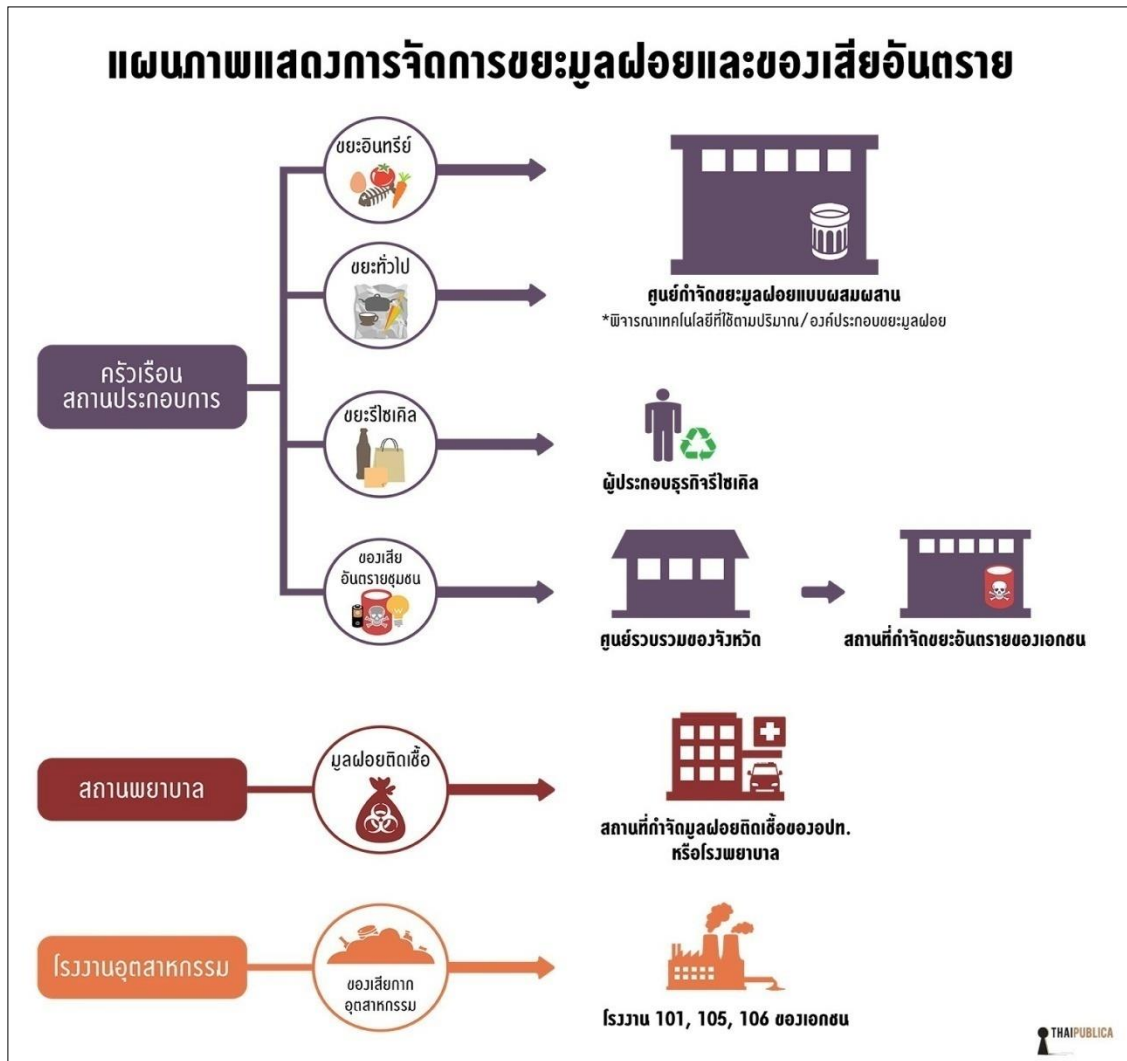 แผนภาพแสดงการจัดการขยะมูลฝอยและของเสียอันตราย
ครัวเรือน
สถานประกอบการ
ขยะอินทรีย์
ขยะทั่วไป
ศูนย์กำจัดขยะมูลฝอยแบบผสมผสาน
*พิจารณาเทคโนโลยีที่ใช้ตามปริมาณ/องค์ประกอบขยะมูลฝอย
ขยะรีไซเคิล
ผู้ประกอบธุรกิจรีไซเคิล
ของเสีย
อันตรายชุมชน
ศูนย์รวบรวมของจังหวัด
สถานที่กำจัดขยะอันตรายของเอกชน
สถานพยาบาล
มูลฝอยติดเชื้อ
สถานที่กำจัดมูลฝอยติดเชื้อของอปท.
หรือโรงพยาบาล
โรงงานอุตสาหกรรม
ของเสียกาก
อุตสาหกรรม
โรงงาน 101, 105, 106 ของเอกชน
THAIPUBLICA